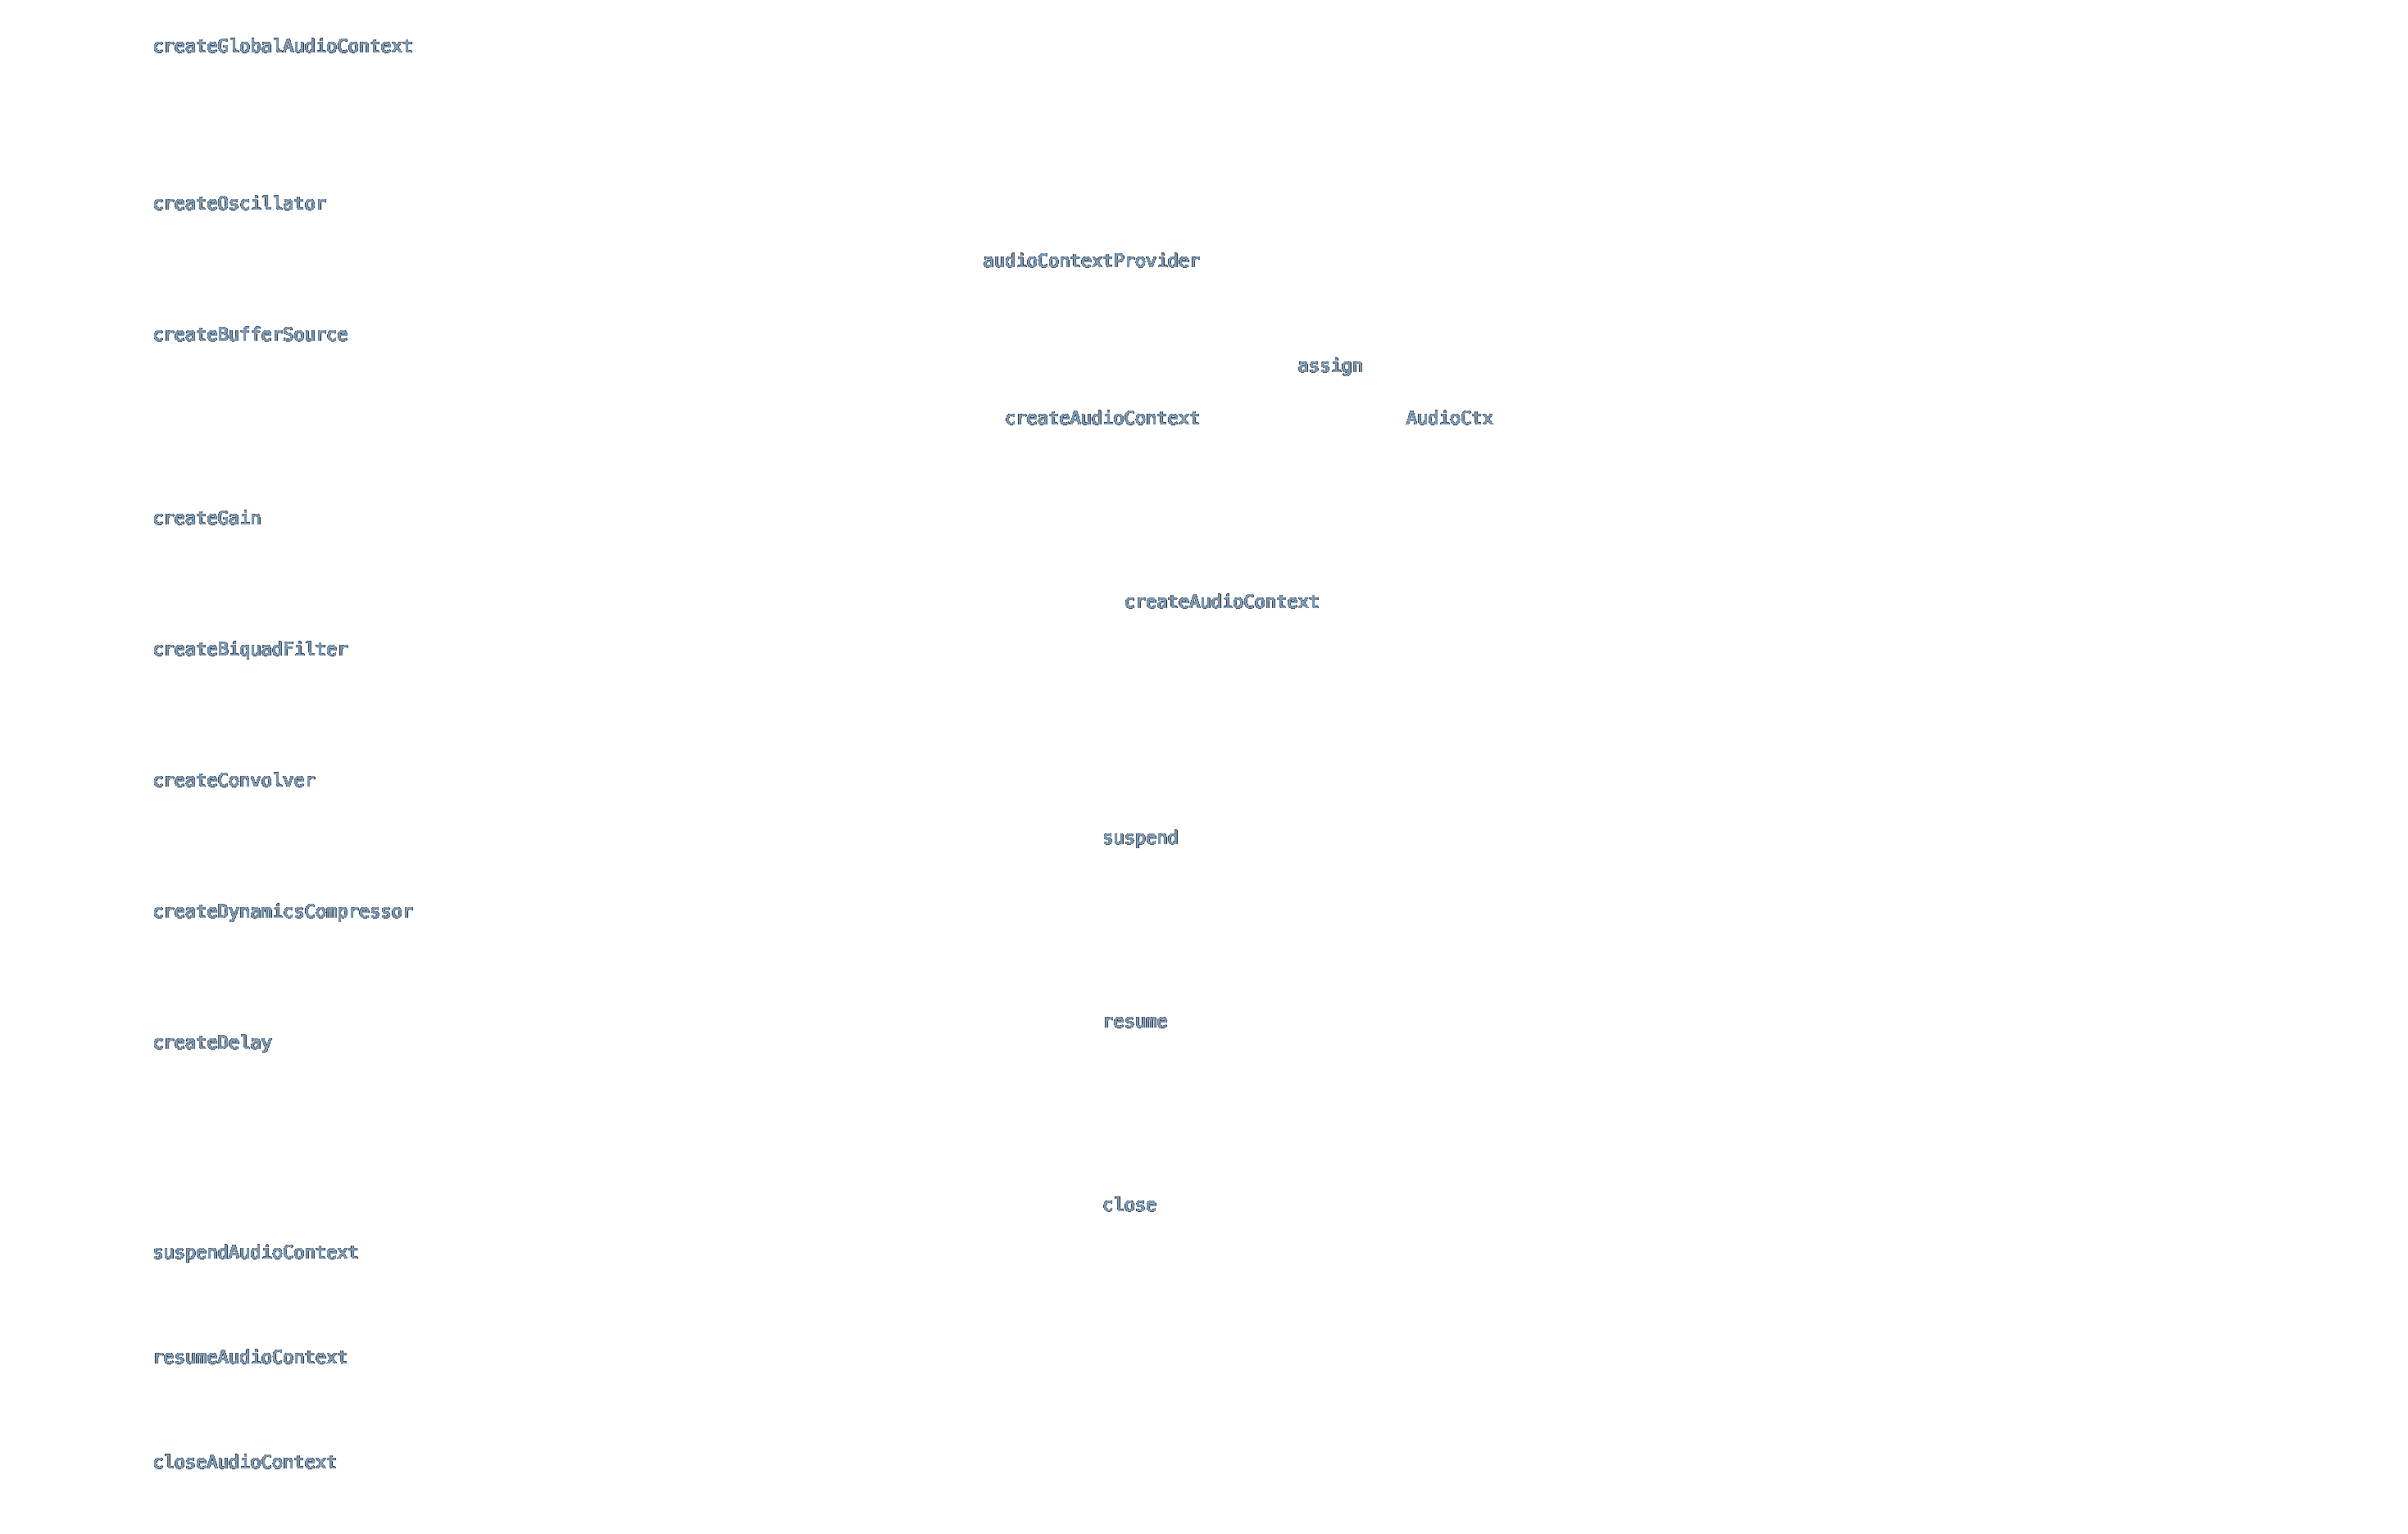 createGlobalAudioContext
createOscillator
createBufferSource
createGain
createBiquadFilter
createConvolver
createDynamicsCompressor
createDelay
suspendAudioContext
resumeAudioContext
closeAudioContext
audioContextProvider
assign
createAudioContext AudioCtx
createAudioContext
suspend
resume
close